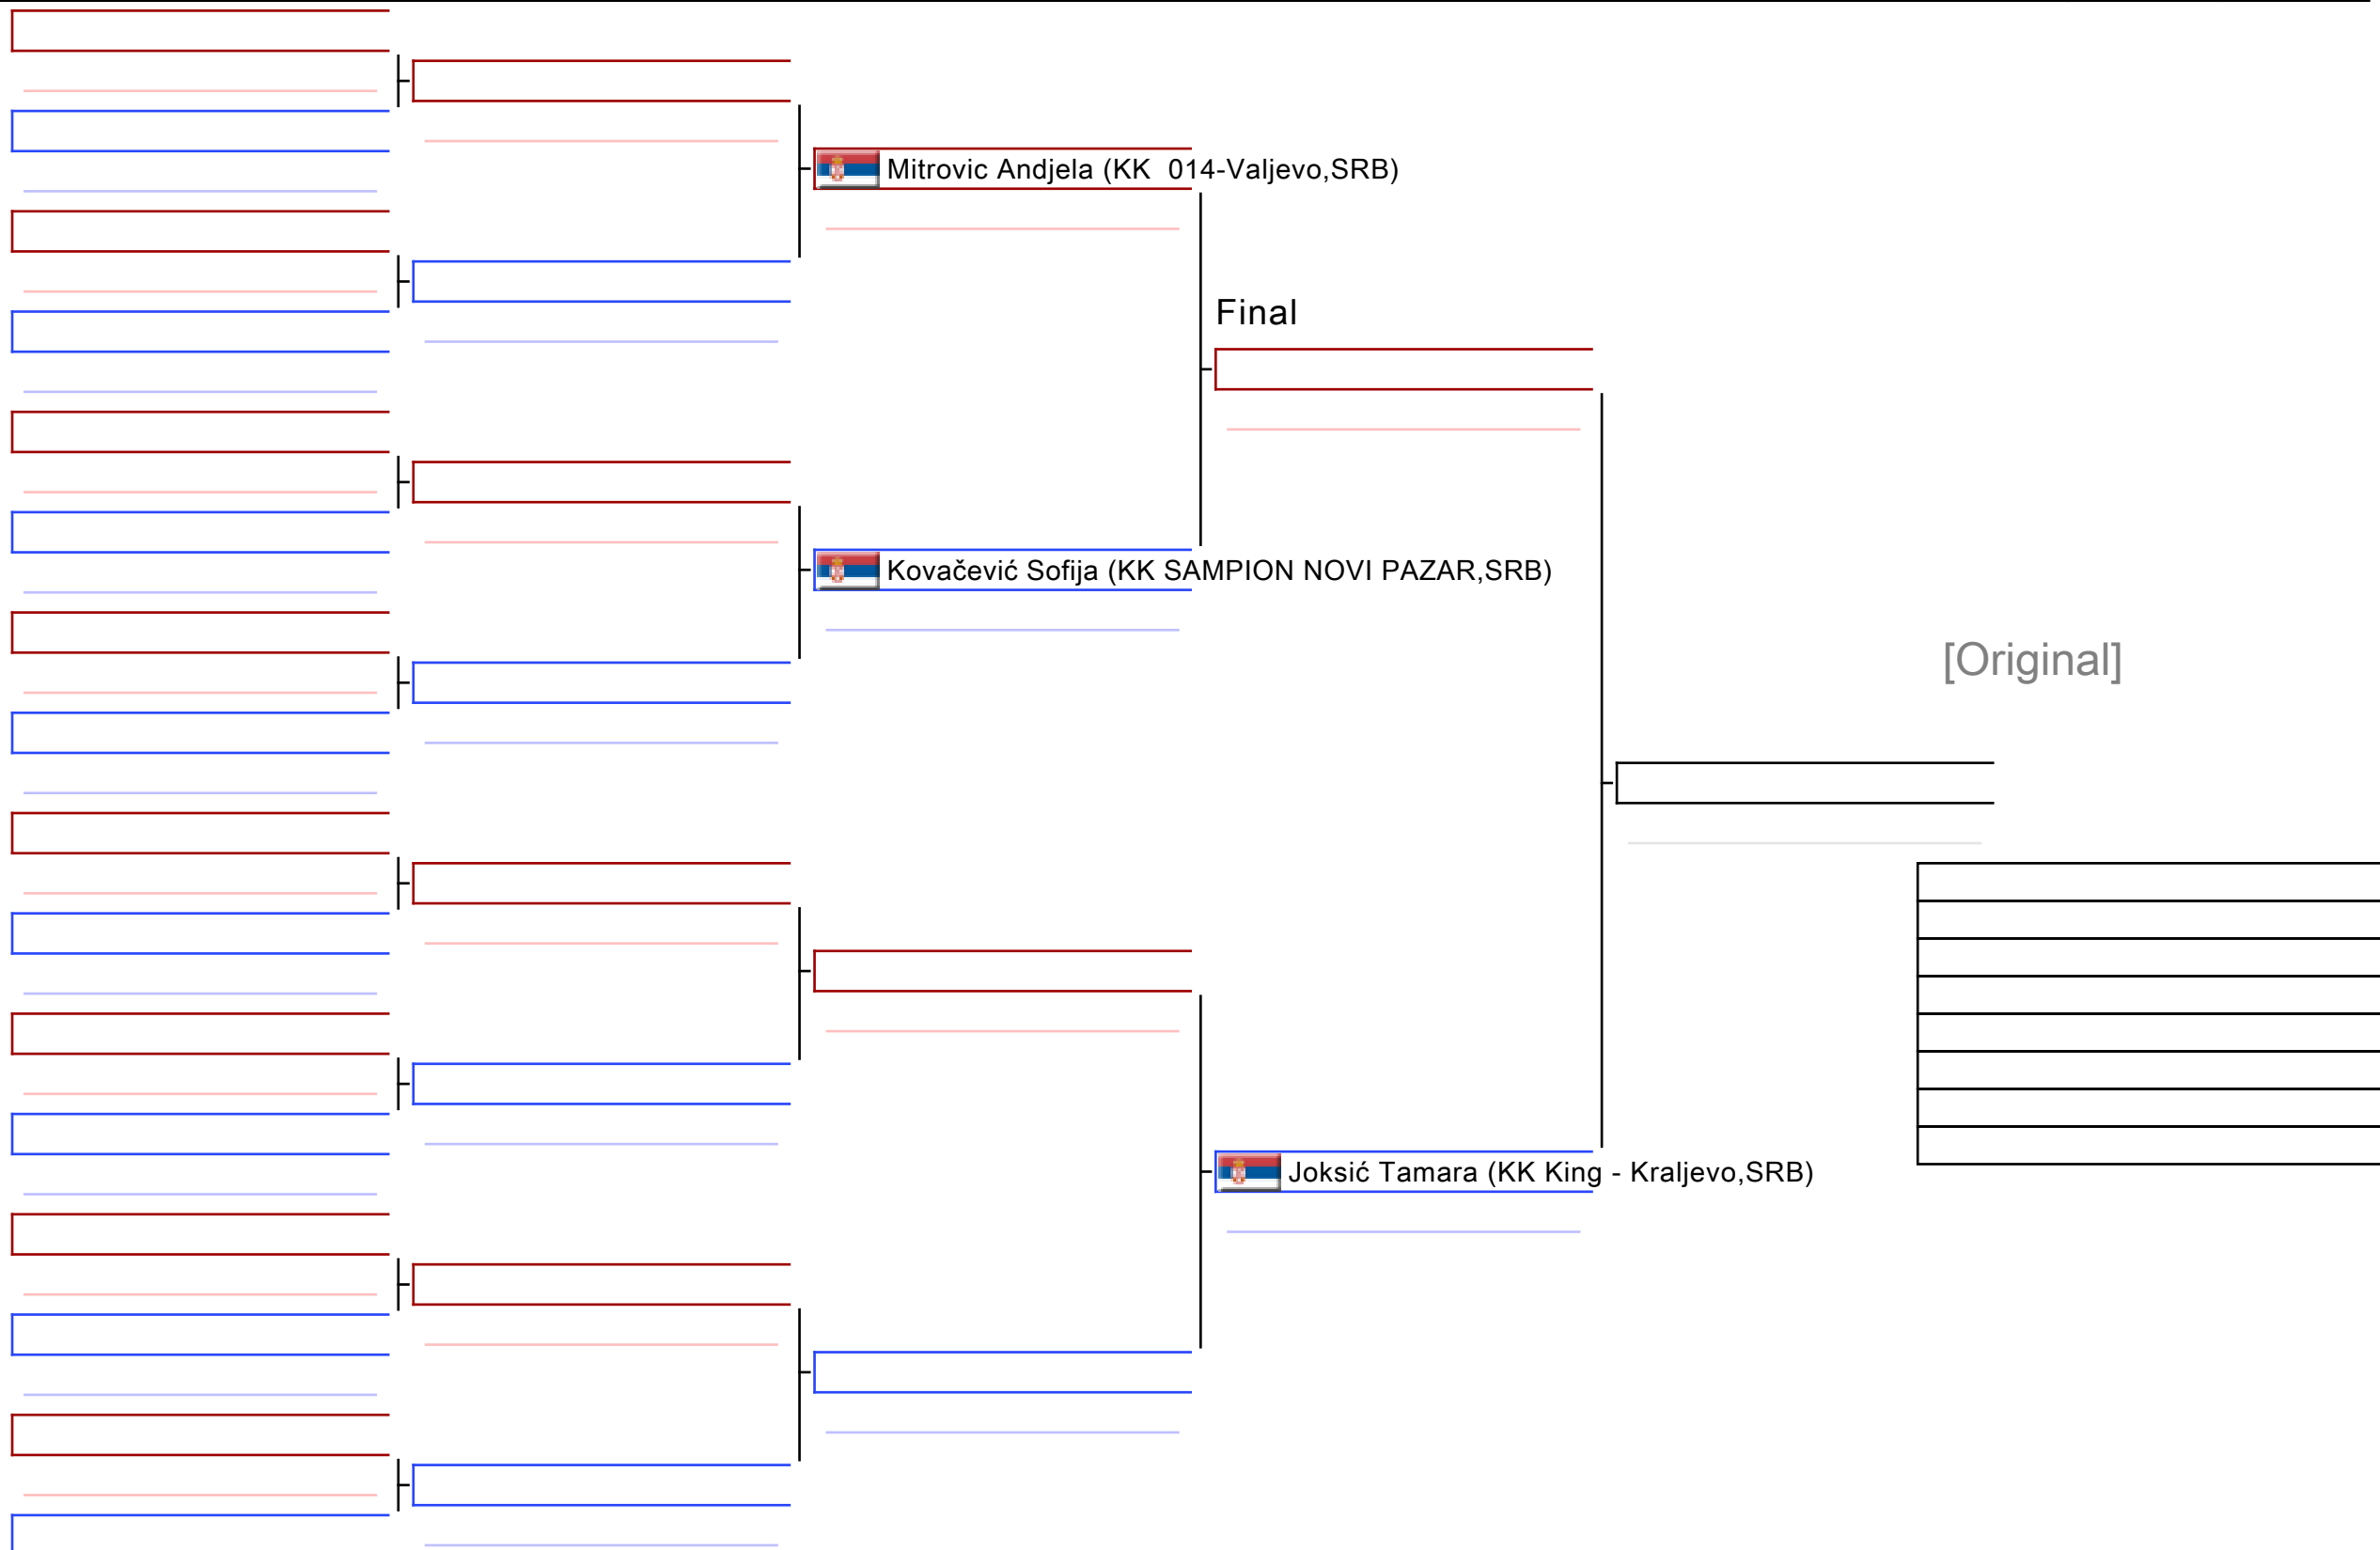 Mitrovic Andjela (KK  014-Valjevo,SRB)
Final
Kovačević Sofija (KK SAMPION NOVI PAZAR,SRB)
[Original]
Joksić Tamara (KK King - Kraljevo,SRB)